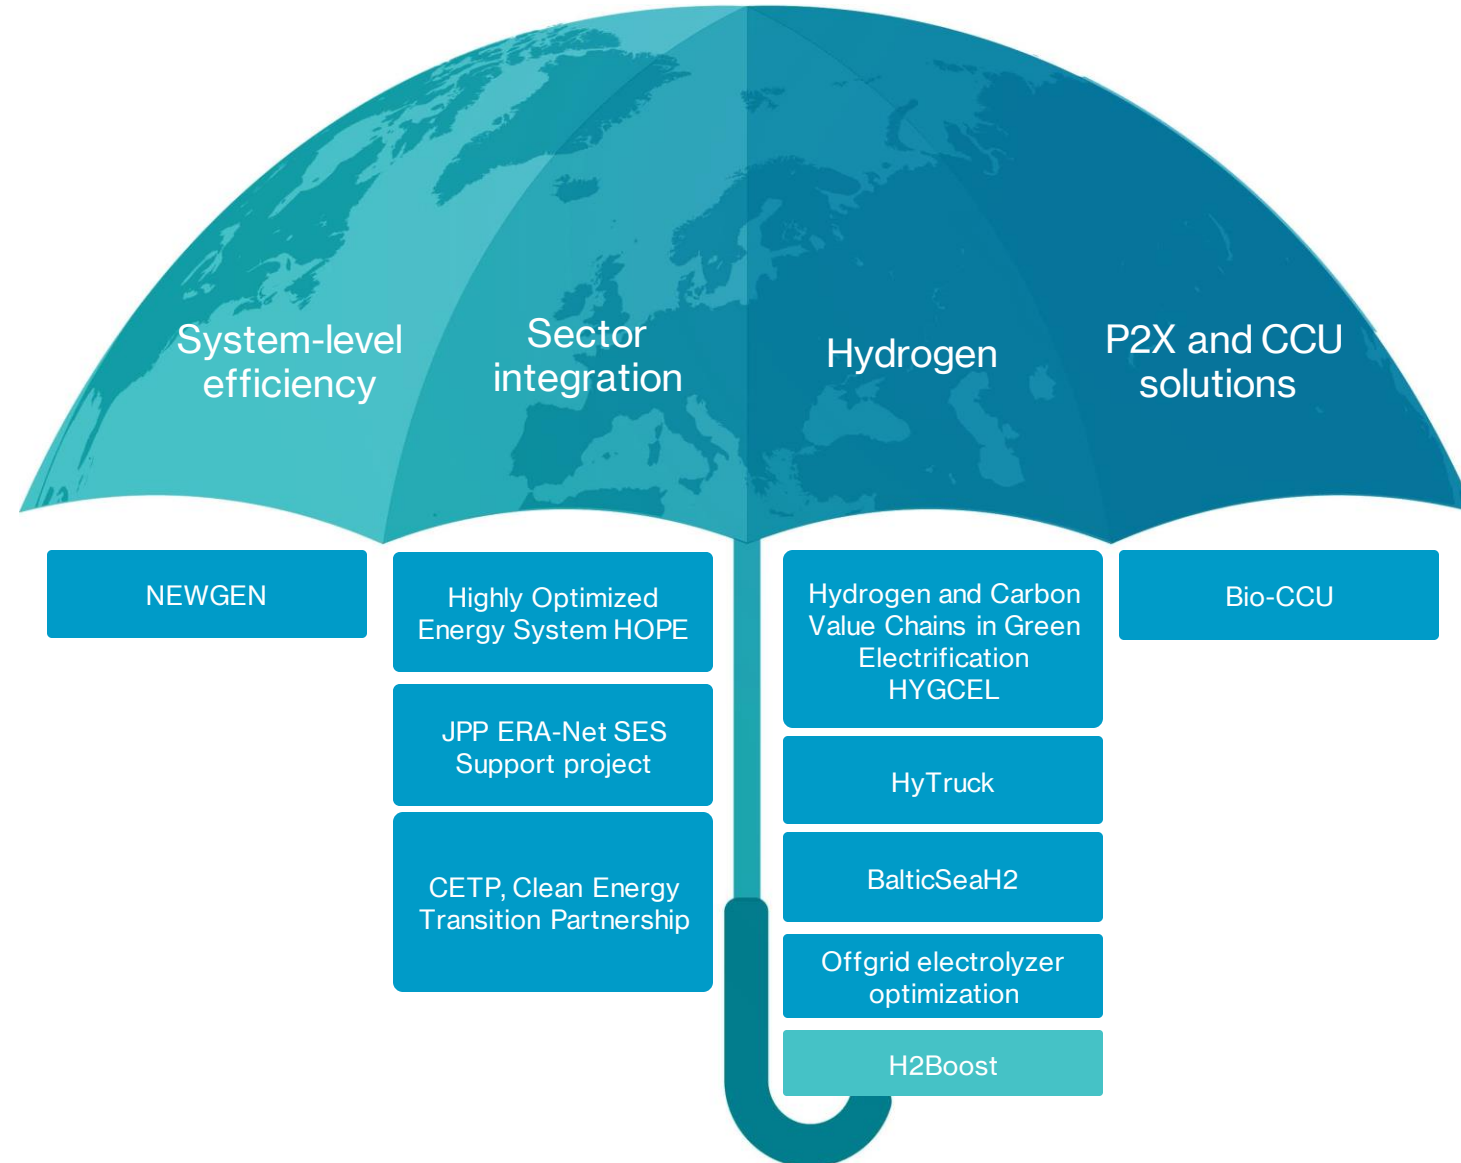 System-level
efficiency
Sector
integration
Hydrogen
P2X and CCU
solutions
NEWGEN
Highly Optimized
Energy System HOPE
JPP ERA-Net SES
Support project
CETP, Clean Energy
Transition Partnership
Hydrogen and Carbon
Value Chains in Green
Electrification
HYGCEL
HyTruck
BalticSeaH2
Offgrid electrolyzer
optimization
H2Boost
Bio-CCU